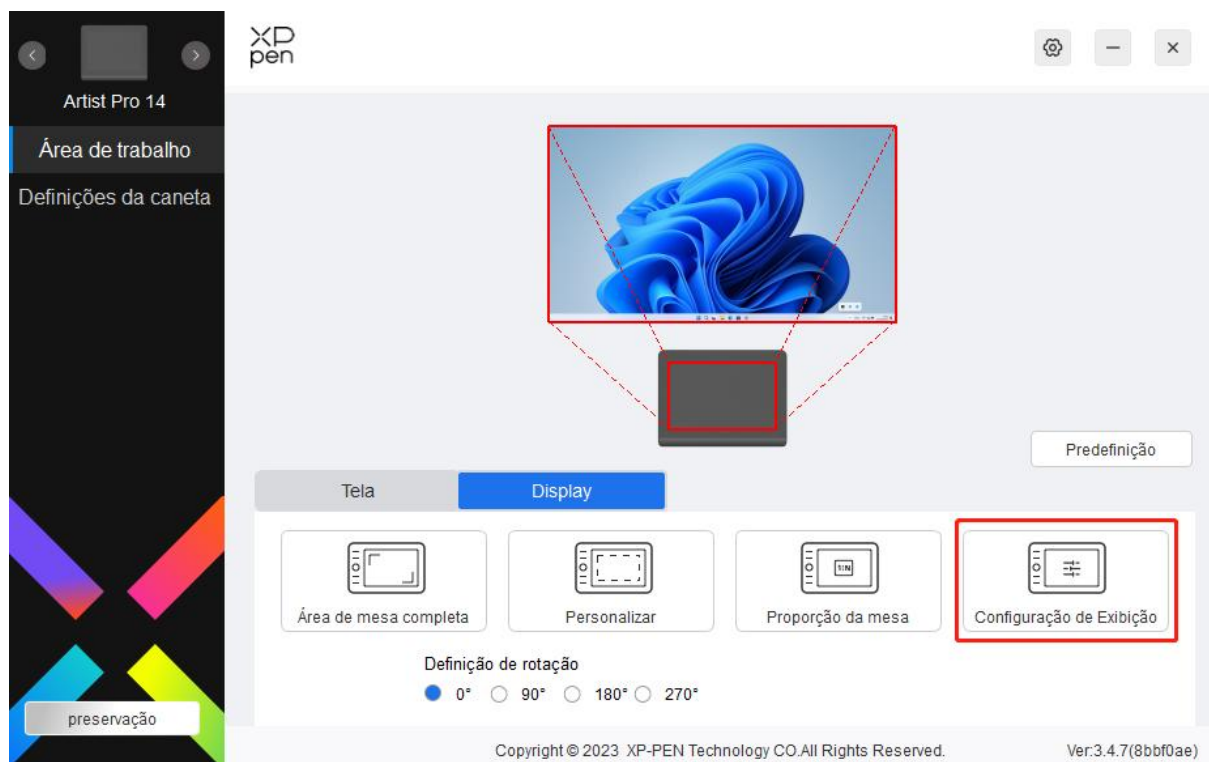 XP
pen
Artist Pro 14
Área de trabalho
Definições da caneta
Predefinição
Tela
Display
Área de mesa completa
Personalizar
1:N
Proporção da mesa
Configuração de Exibição
Definição de rotação
0° 90° 180° 270°
preservação
Copyright © 2023 XP-PEN Technology CO.All Rights Reserved.
Ver:3.4.7(8bbf0ae)